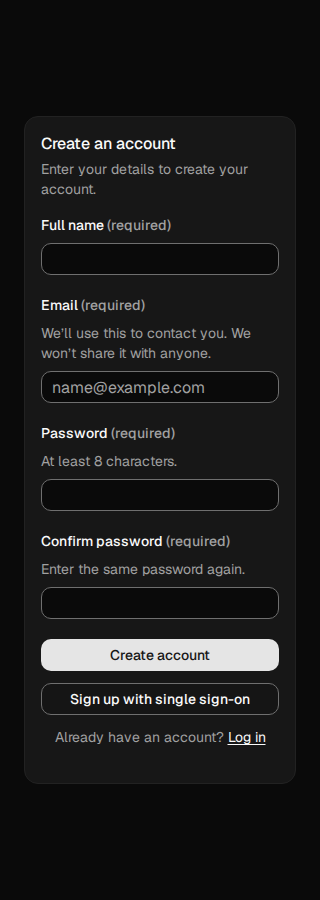 Create an account
Enter your details to create your
account.
Full name (required)
Email (required)
We’ll use this to contact you. We
won’t share it with anyone.
name@example.com
Password (required)
At least 8 characters.
Confirm password (required)
Enter the same password again.
Create account
Sign up with single sign-on
Already have an account? Log in